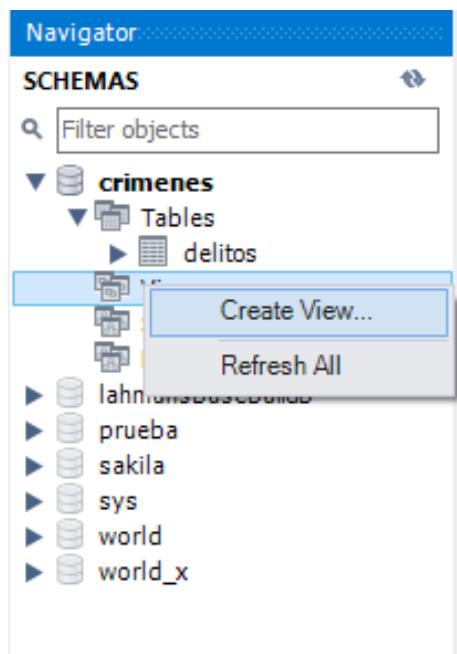 Navigator
SCHEMAS
Filter objects
crimenes
Tables
delitos
Create View...
Refresh All
prueba
sakila
sys
world
world_x